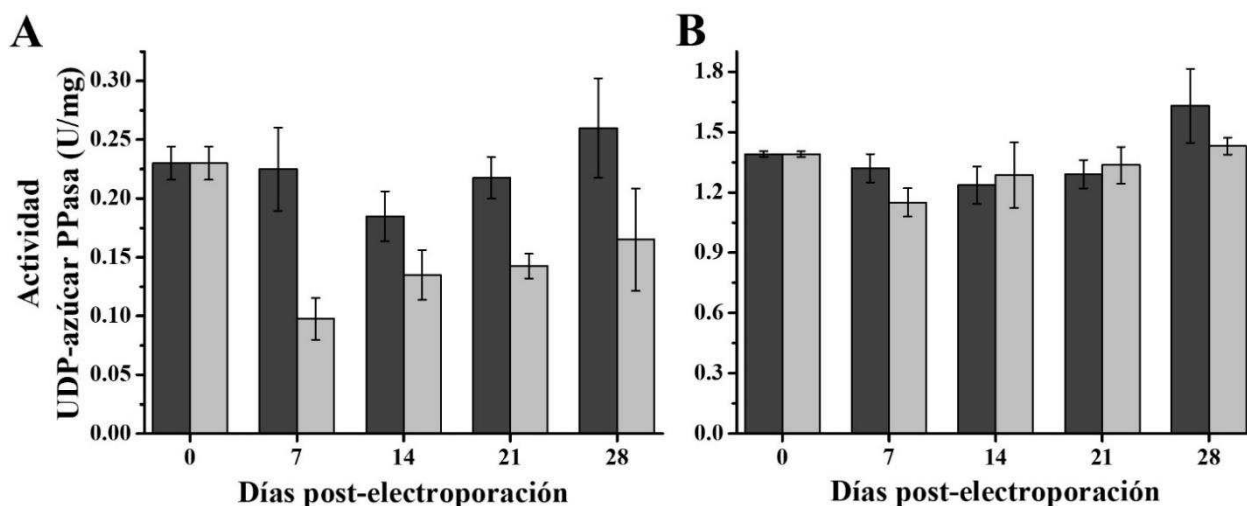 A
Actividad
UDP-azúcar PPasa (U/mg)
0.30
0.25
0.20
0.15
0.10
0.05
0.00
0 7 14 21 28
Días post-electroporación
B
1.8
1.5
1.2
0.9
0.6
0.3
0.0
0 7 14 21 28
Días post-electroporación